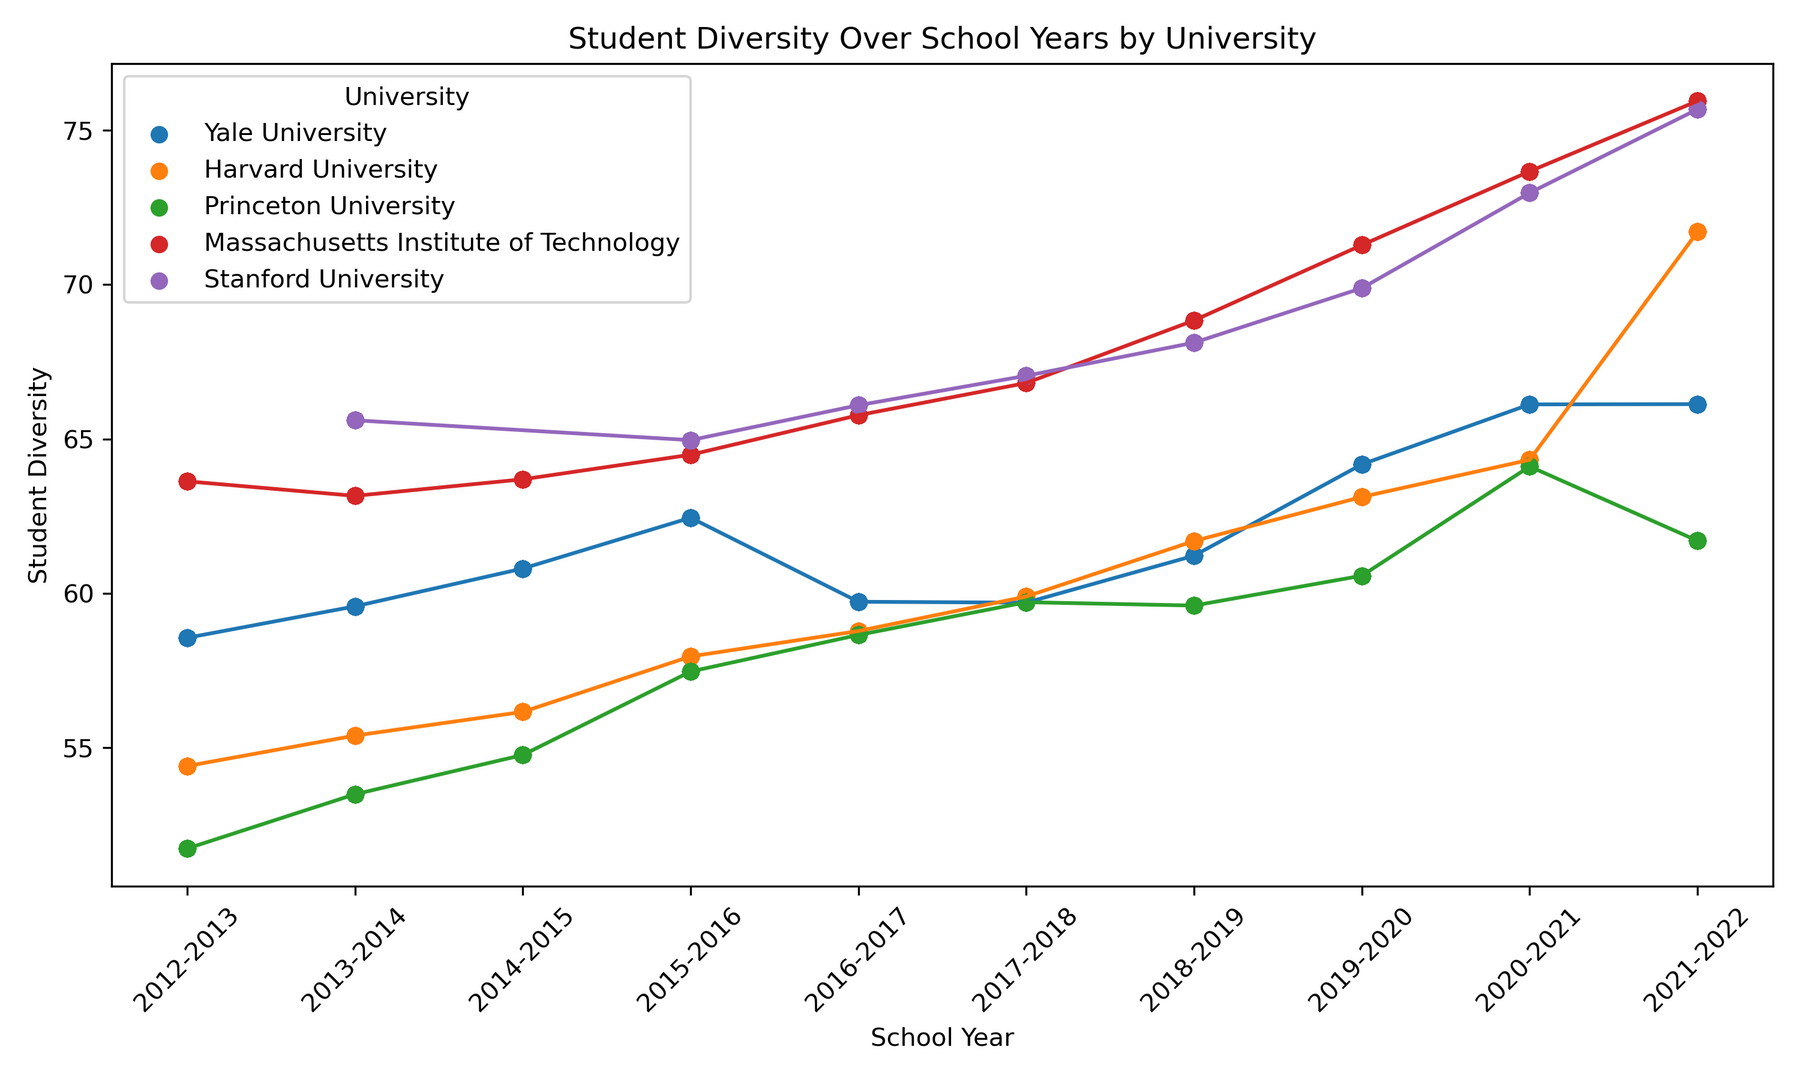 Student Diversity Over School Years by University
University
Yale University
Harvard University
Princeton University
Massachusetts Institute of Technology
Stanford University
Student Diversity
75
70
65
60
55
2012-2013
2013-2014
2014-2015
2015-2016
2016-2017
2017-2018
2018-2019
2019-2020
2020-2021
2021-2022
School Year